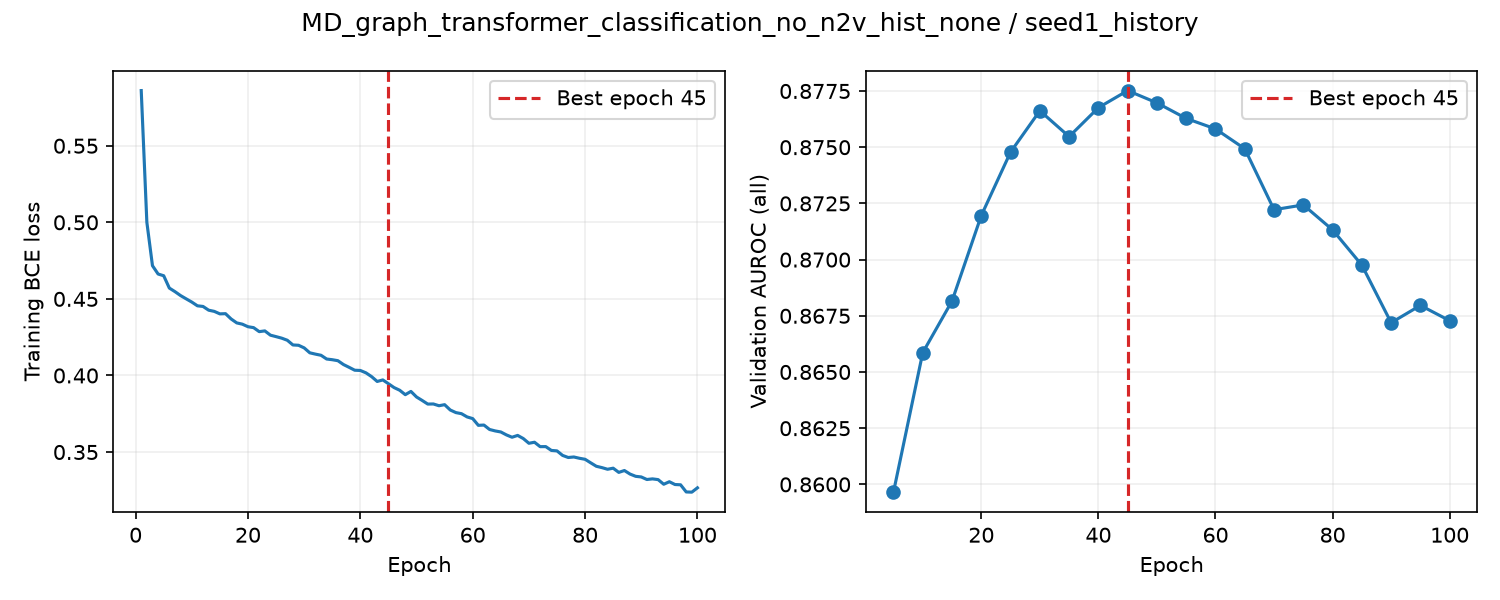 MD_graph_transformer_classification_no_n2v_hist_none / seed1_history
Training BCE loss
0.55
0.50
0.45
0.40
0.35
0 20 40 60 80 100
Epoch
Best epoch 45
Validation AUROC (all)
0.8775
0.8750
0.8725
0.8700
0.8675
0.8650
0.8625
0.8600
20 40 60 80 100
Epoch
Best epoch 45